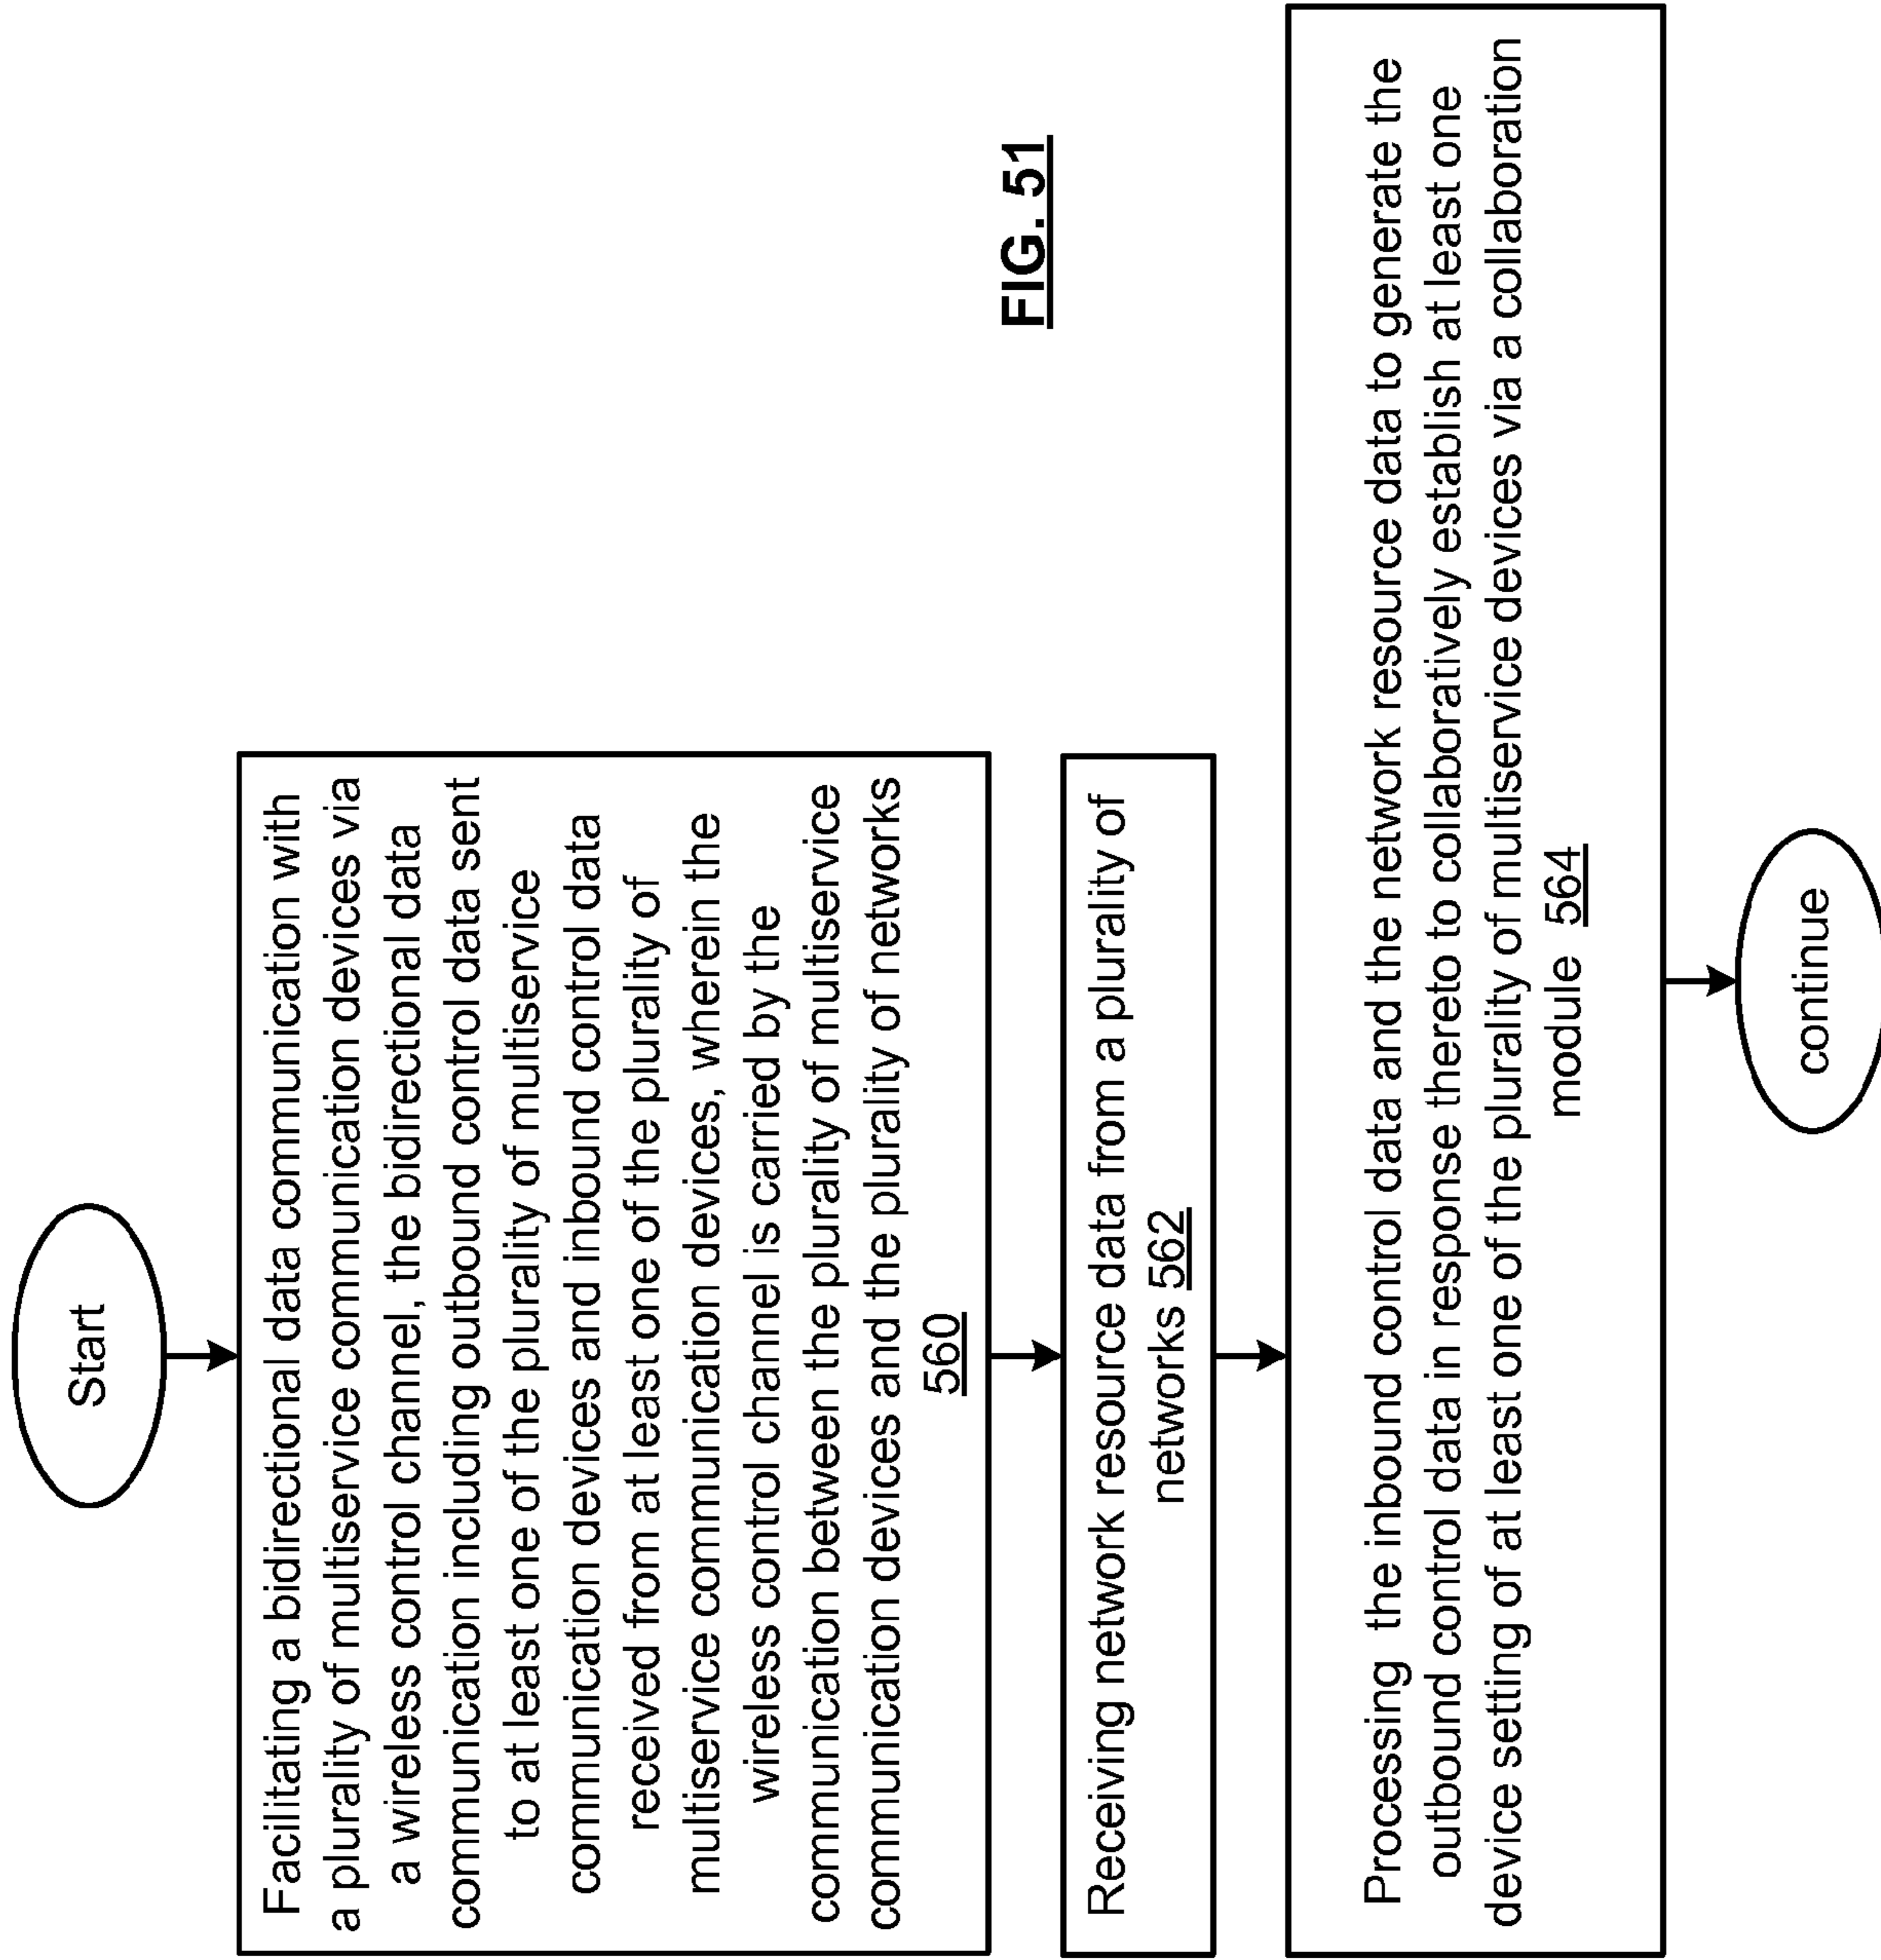 Start
Facilitating a bidirectional data communication with
a plurality of multiservice communication devices via
a wireless control channel, the bidirectional data
communication including outbound control data sent
to at least one of the plurality of multiservice
communication devices and inbound control data
received from at least one of the plurality of
multiservice communication devices, wherein the
wireless control channel is carried by the
communication between the plurality of multiservice
communication devices and the plurality of networks
560
Receiving network resource data from a plurality of
networks 562
Processing the inbound control data and the network resource data to generate the
outbound control data in response thereto to collaboratively establish at least one
device setting of at least one of the plurality of multiservice devices via a collaboration
module 564
continue
FIG. 51